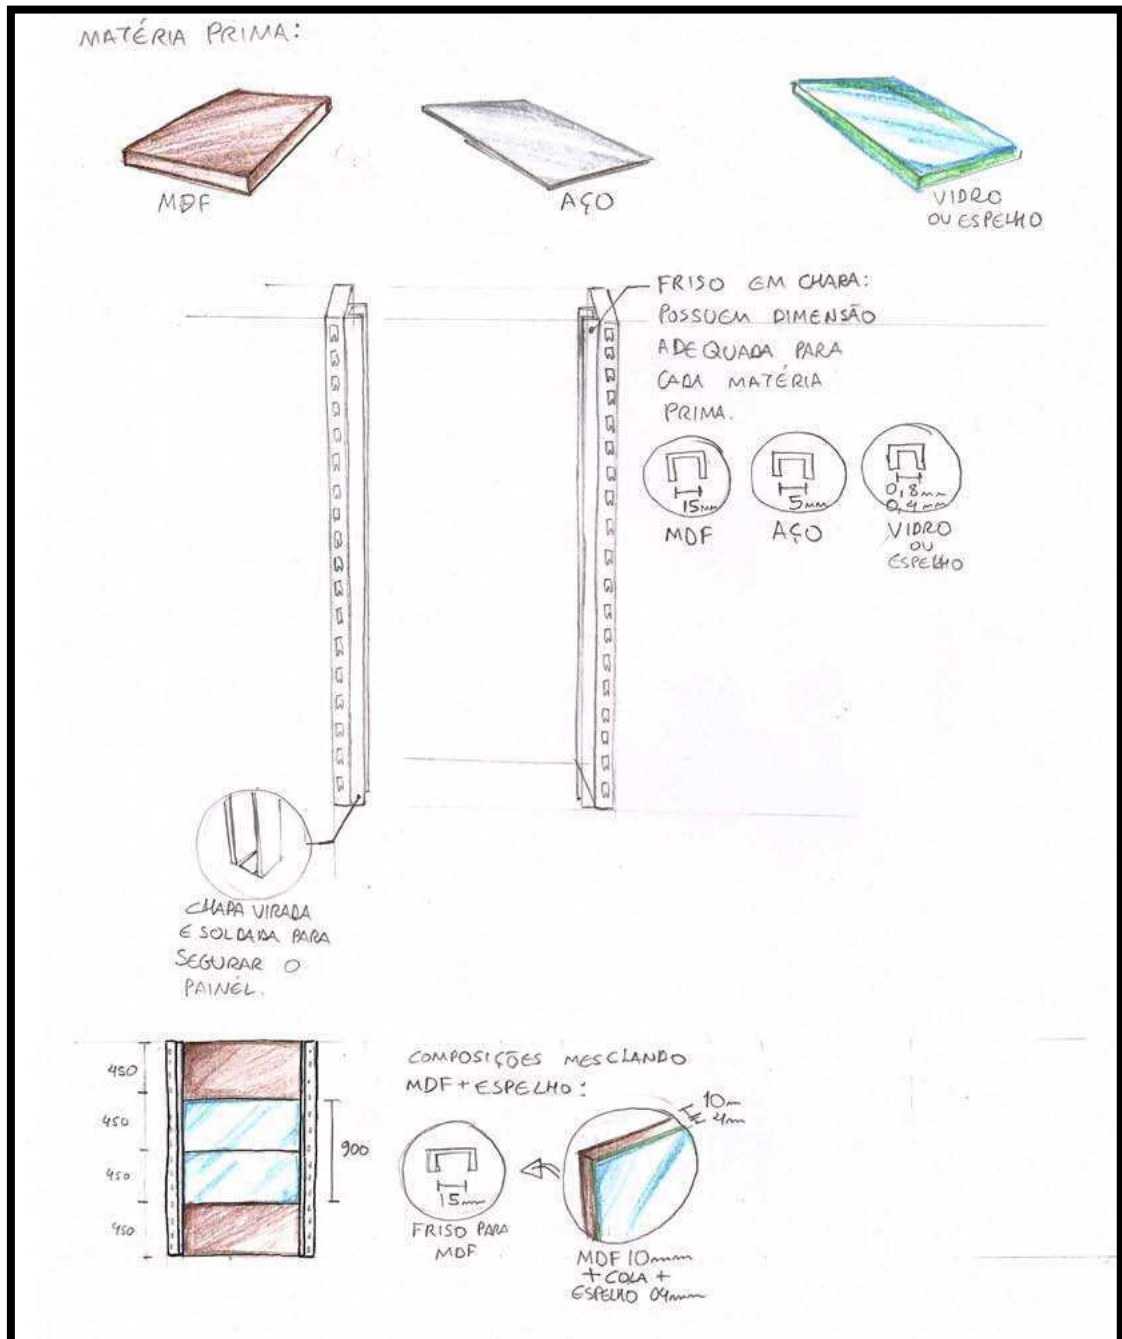 MATÉRIA PRIMA:
MDF
AÇO
VIDRO
OU ESPELHO
FRISO EM CHAPA:
POSSUEM DIMENSÃO
ADEQUADA PARA
CADA MATÉRIA
PRIMA.
15mm
MDF
5mm
AÇO
0,8mm
0,4mm
VIDRO
OU
ESPELHO
CHAPA VIRADA
E SOLDADA PARA
SEGURAR O
PAINÉL.
450
450
450
450
900
COMPOSIÇÕES MESCLANDO
MDF + ESPELHO:
15mm
FRISO PARA
MDF
10m
4m
MDF 10mm
+ COLA +
ESPELHO 04mm